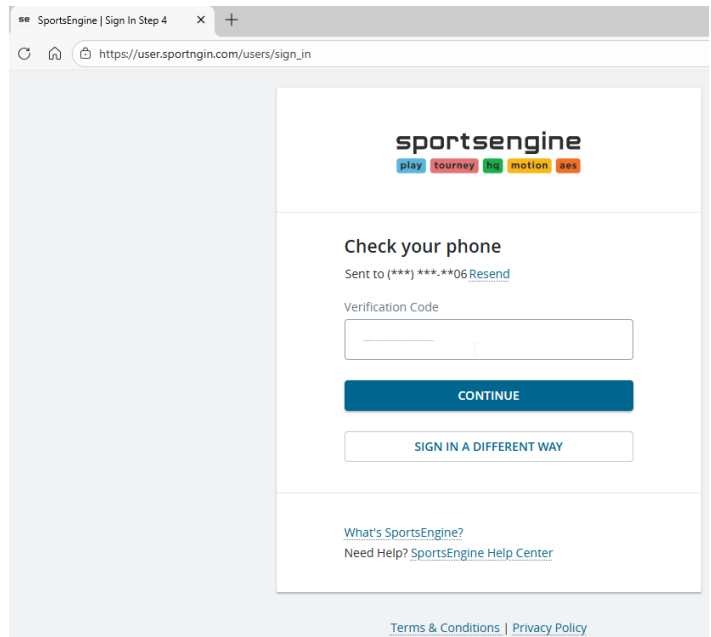 se SportsEngine | Sign In Step 4
https://user.sportngin.com/users/sign_in
sportsengine
play tourney hq motion aes
Check your phone
Sent to (***) ***-**06 Resend
Verification Code
CONTINUE
SIGN IN A DIFFERENT WAY
What's SportsEngine?
Need Help? SportsEngine Help Center
Terms & Conditions | Privacy Policy